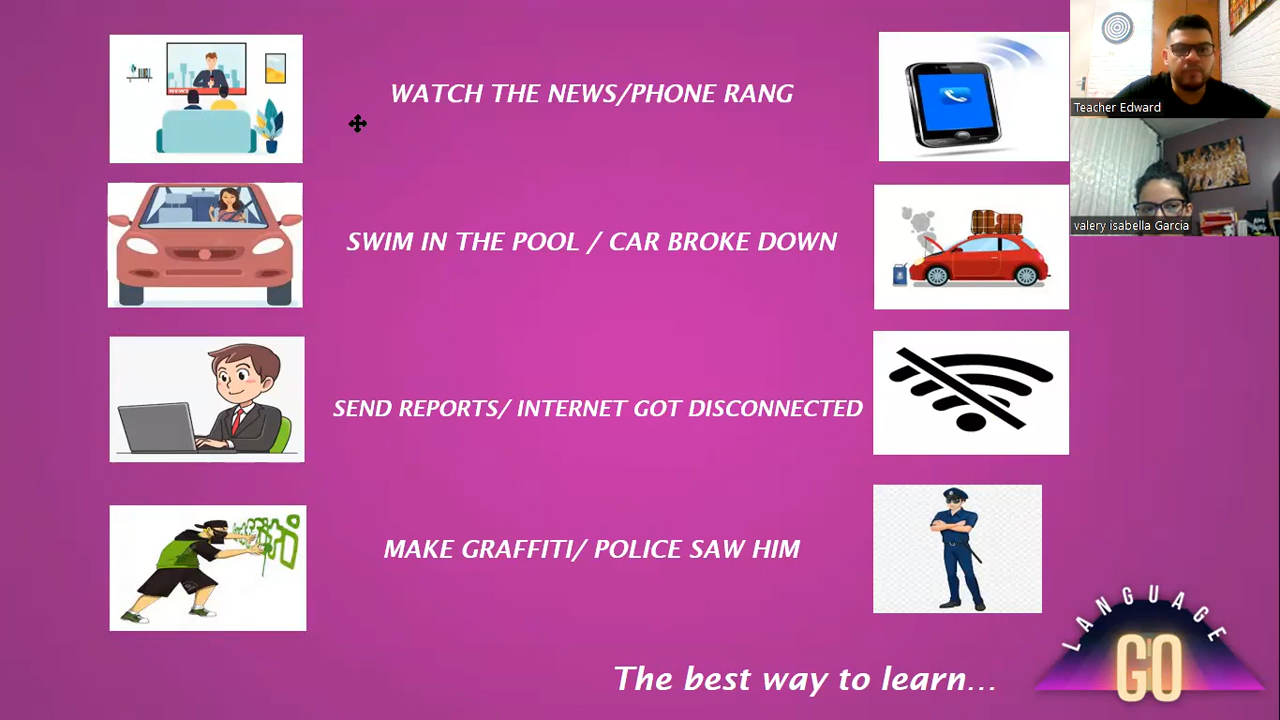 WATCH THE NEWS/PHONE RANG
SWIM IN THE POOL / CAR BROKE DOWN
SEND REPORTS/ INTERNET GOT DISCONNECTED
MAKE GRAFFITI/ POLICE SAW HIM
The best way to learn...
LANGUAGE
GO
Teacher Edward
valery isabella Garcia
NEWS